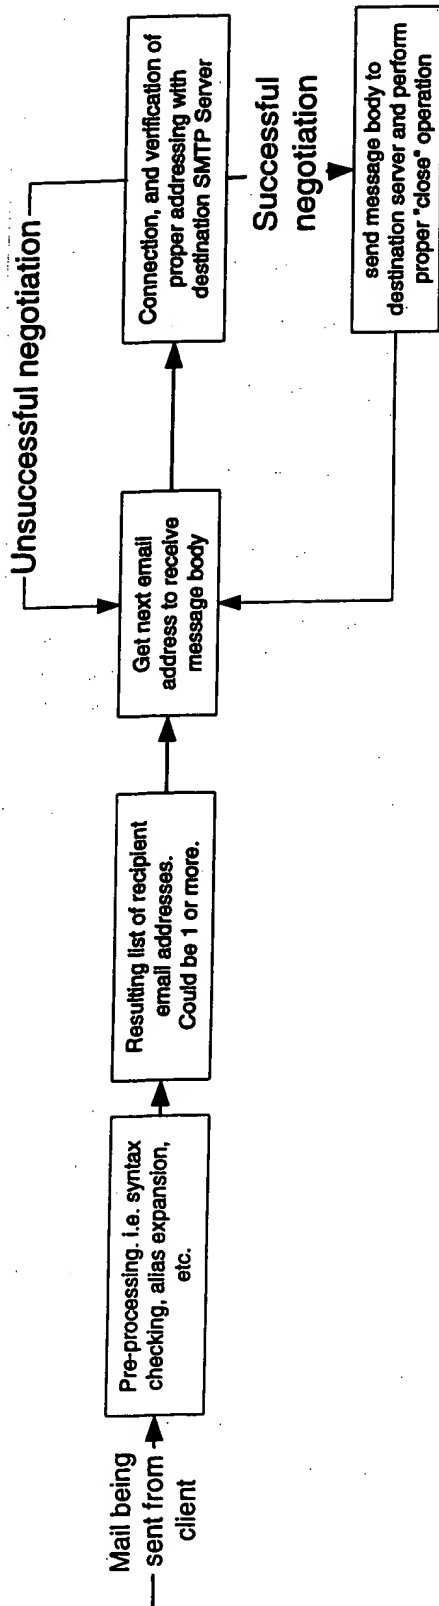 Mail being
sent from
client
Pre-processing. i.e. syntax
checking, alias expansion,
etc.
Resulting list of recipient
email addresses.
Could be 1 or more.
Get next email
address to receive
message body
Unsuccessful negotiation
Connection, and verification of
proper addressing with
destination SMTP Server
Successful
negotiation
send message body to
destination server and perform
proper "close" operation